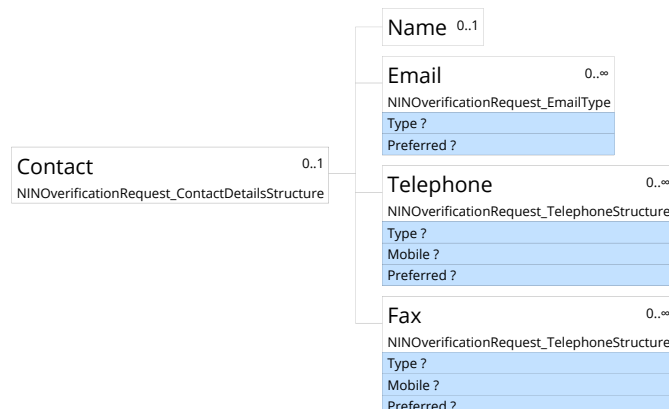 Name 0..1
Email 0..∞
NINOverificationRequest_EmailType
Type ?
Preferred ?
Contact 0..1
NINOverificationRequest_ContactDetailsStructure
Telephone 0..∞
NINOverificationRequest_TelephoneStructure
Type ?
Mobile ?
Preferred ?
Fax 0..∞
NINOverificationRequest_TelephoneStructure
Type ?
Mobile ?
Preferred ?